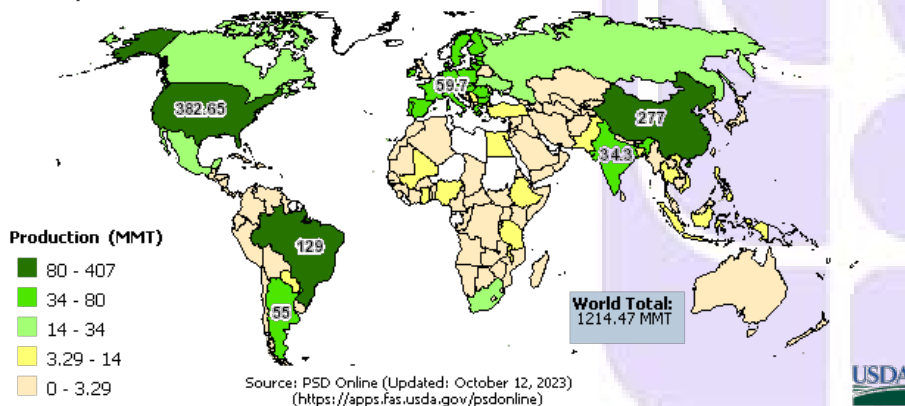 382.65
59.7
277
34.3
129
55
Production (MMT)
80 - 407
34 - 80
14 - 34
3.29 - 14
0 - 3.29
World Total:
1214.47 MMT
Source: PSD Online (Updated: October 12, 2023)
(https://apps.fas.usda.gov/psdonline)
USDA